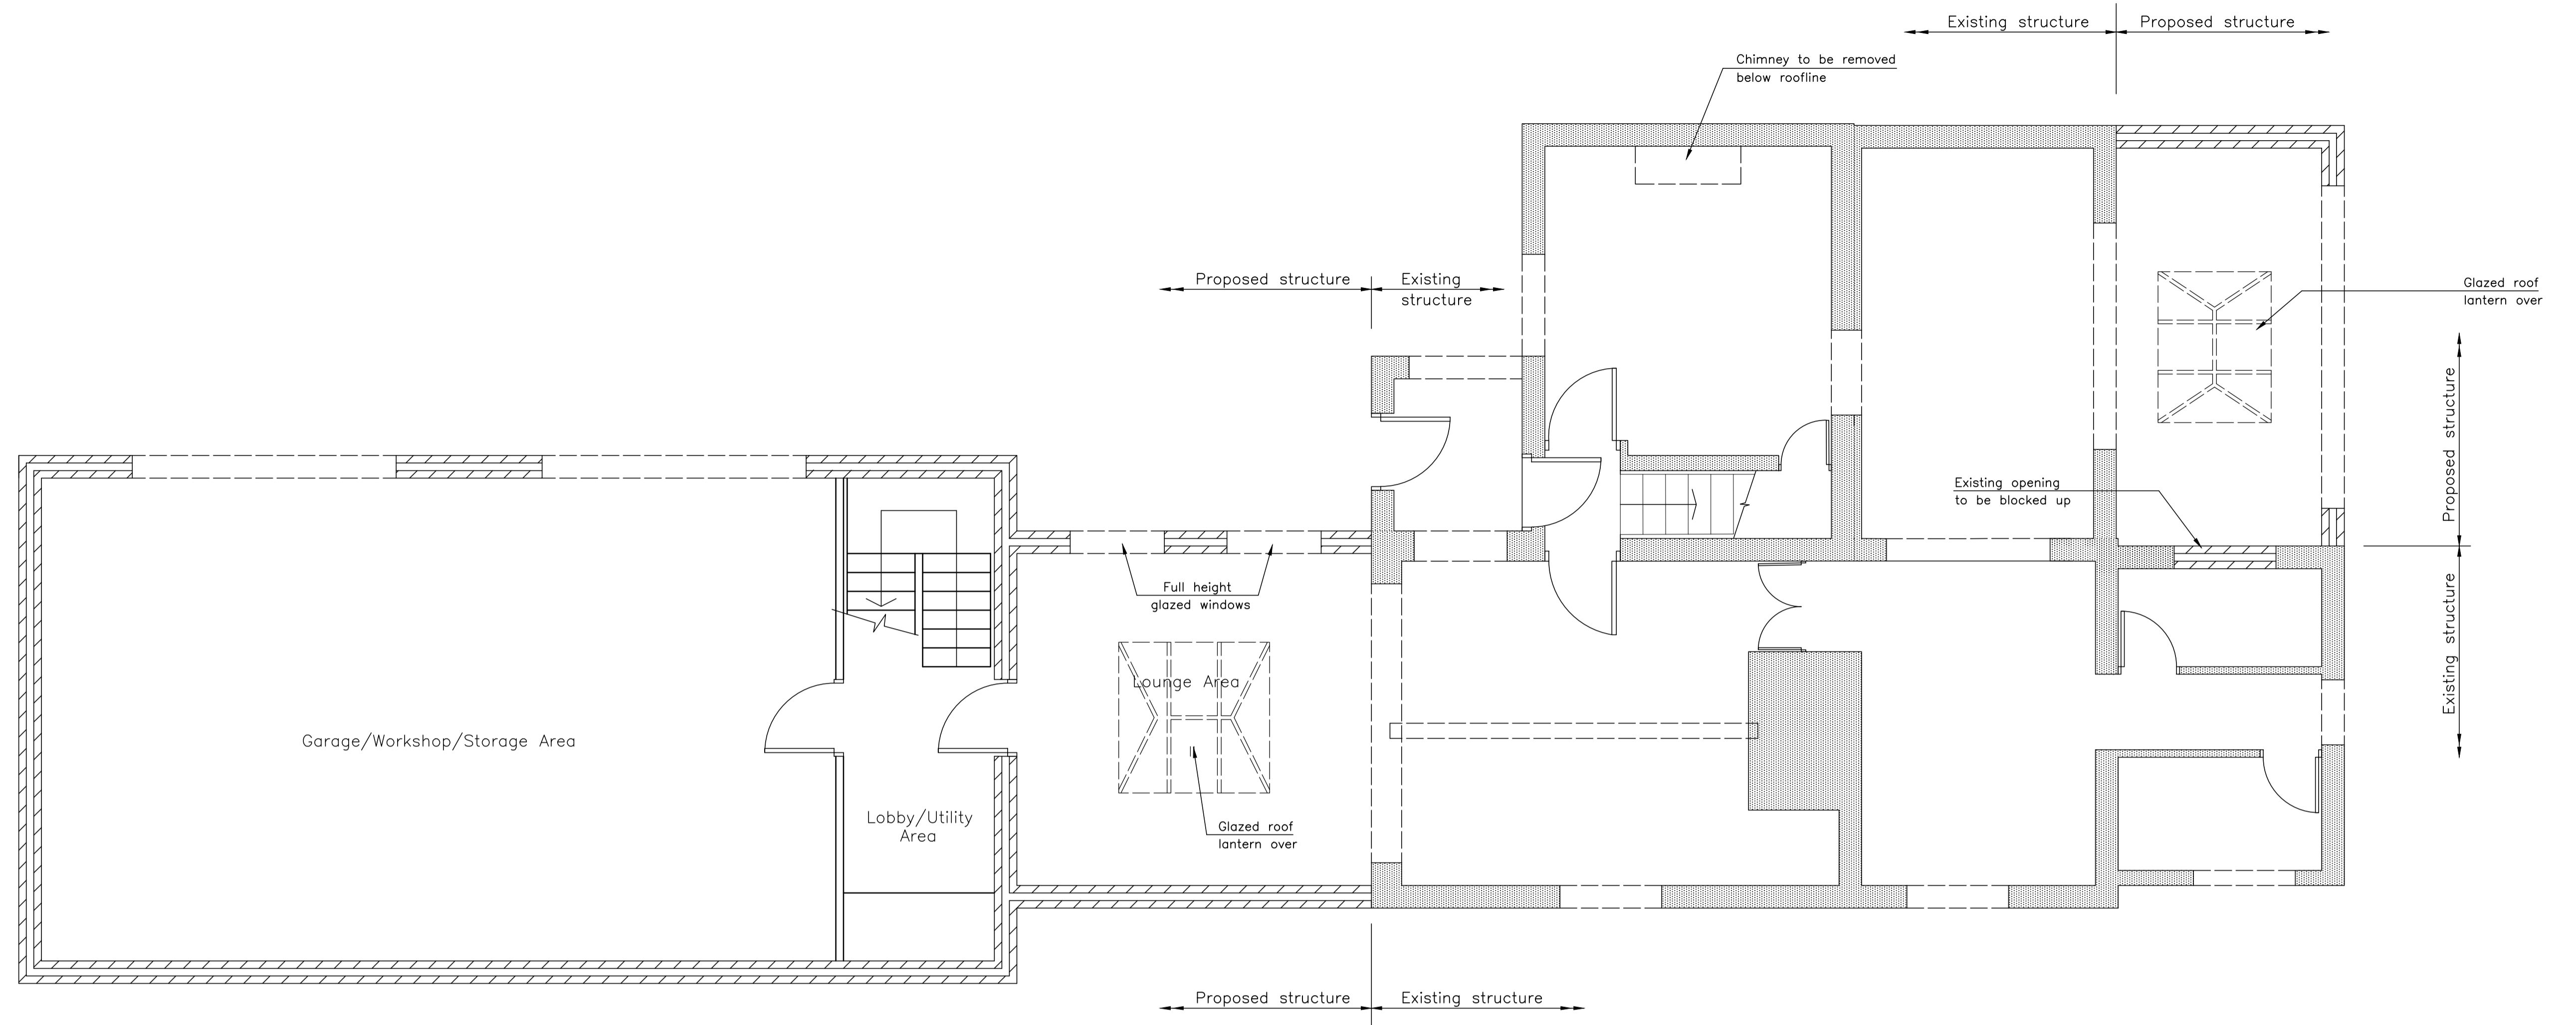 Existing structure
Proposed structure
Chimney to be removed
below roofline
Proposed structure
Existing
structure
Glazed roof
lantern over
Proposed structure
Existing structure
Existing opening
to be blocked up
Full height
glazed windows
Lounge Area
Garage/Workshop/Storage Area
Lobby/Utility
Area
Glazed roof
lantern over
Proposed structure
Existing structure